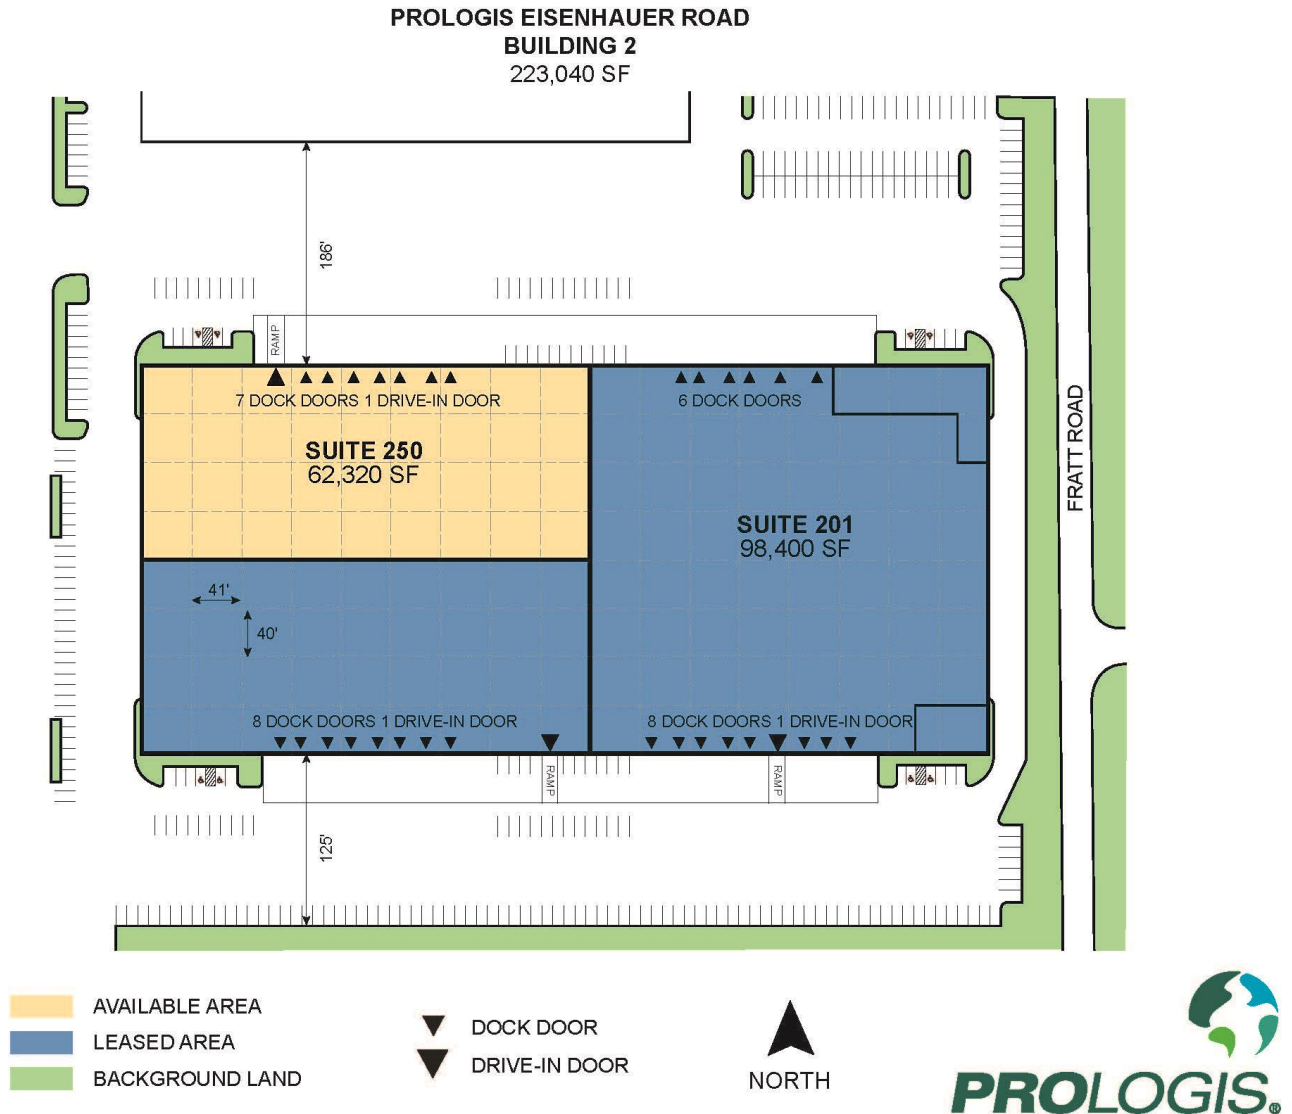 PROLOGIS EISENHAUER ROAD
BUILDING 2
223,040 SF
186'
RAMP
7 DOCK DOORS 1 DRIVE-IN DOOR
6 DOCK DOORS
SUITE 250
62,320 SF
SUITE 201
98,400 SF
FRATT ROAD
41'
40'
8 DOCK DOORS 1 DRIVE-IN DOOR
8 DOCK DOORS 1 DRIVE-IN DOOR
RAMP
RAMP
125'
AVAILABLE AREA
LEASED AREA
BACKGROUND LAND
DOCK DOOR
DRIVE-IN DOOR
NORTH
PROLOGIS®